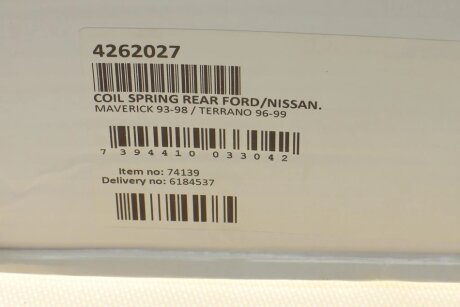 4262027
COIL SPRING REAR FORD/NISSAN.
MAVERICK 93-98 / TERRANO 96-99
7 394410 033042
Item no: 74139
Delivery no: 6184537